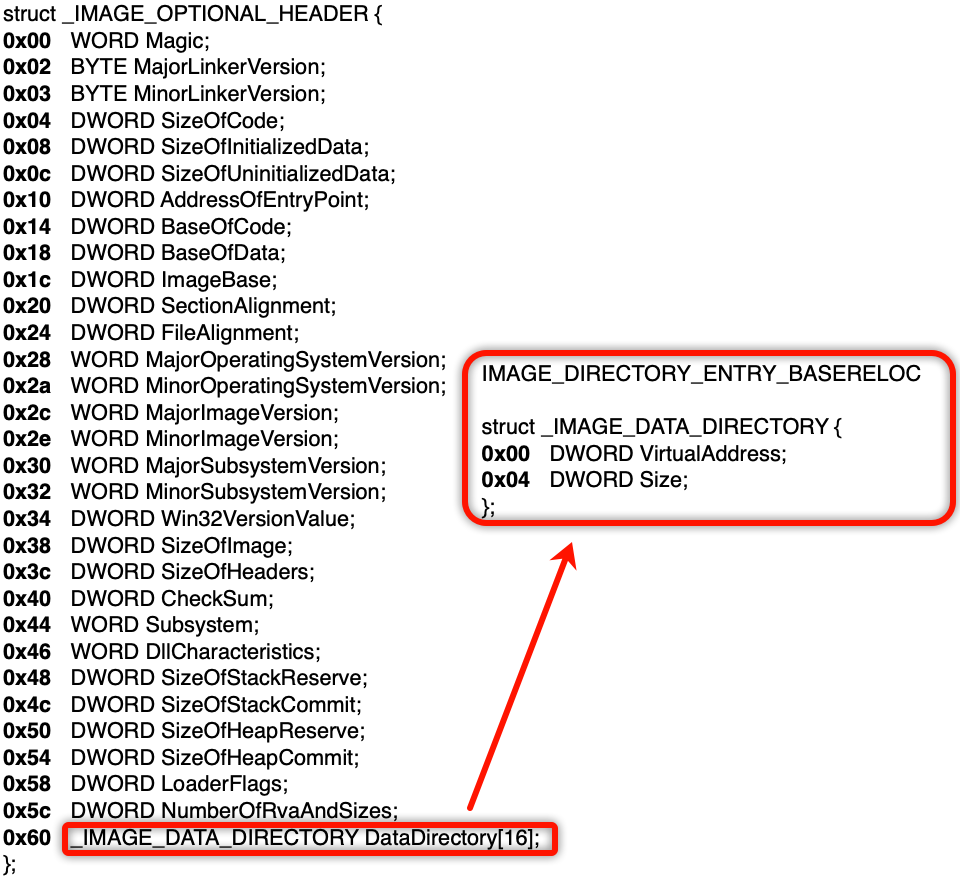 struct _IMAGE_OPTIONAL_HEADER {
0x00 WORD Magic;
0x02 BYTE MajorLinkerVersion;
0x03 BYTE MinorLinkerVersion;
0x04 DWORD SizeOfCode;
0x08 DWORD SizeOfInitializedData;
0x0c DWORD SizeOfUninitializedData;
0x10 DWORD AddressOfEntryPoint;
0x14 DWORD BaseOfCode;
0x18 DWORD BaseOfData;
0x1c DWORD ImageBase;
0x20 DWORD SectionAlignment;
0x24 DWORD FileAlignment;
0x28 WORD MajorOperatingSystemVersion;
0x2a WORD MinorOperatingSystemVersion;
0x2c WORD MajorImageVersion;
0x2e WORD MinorImageVersion;
0x30 WORD MajorSubsystemVersion;
0x32 WORD MinorSubsystemVersion;
0x34 DWORD Win32VersionValue;
0x38 DWORD SizeOfImage;
0x3c DWORD SizeOfHeaders;
0x40 DWORD CheckSum;
0x44 WORD Subsystem;
0x46 WORD DllCharacteristics;
0x48 DWORD SizeOfStackReserve;
0x4c DWORD SizeOfStackCommit;
0x50 DWORD SizeOfHeapReserve;
0x54 DWORD SizeOfHeapCommit;
0x58 DWORD LoaderFlags;
0x5c DWORD NumberOfRvaAndSizes;
0x60 _IMAGE_DATA_DIRECTORY DataDirectory[16];
};
IMAGE_DIRECTORY_ENTRY_BASERELOC
struct _IMAGE_DATA_DIRECTORY {
0x00 DWORD VirtualAddress;
0x04 DWORD Size;
};